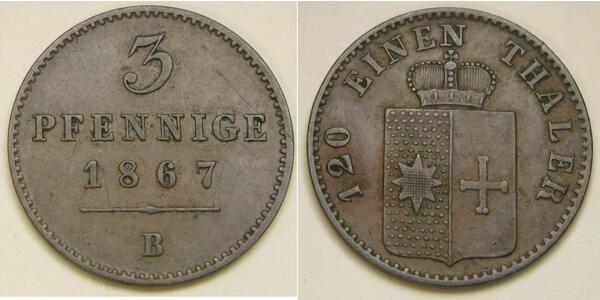 3
PFENNIGE
1867
B
120 EINEN THALER